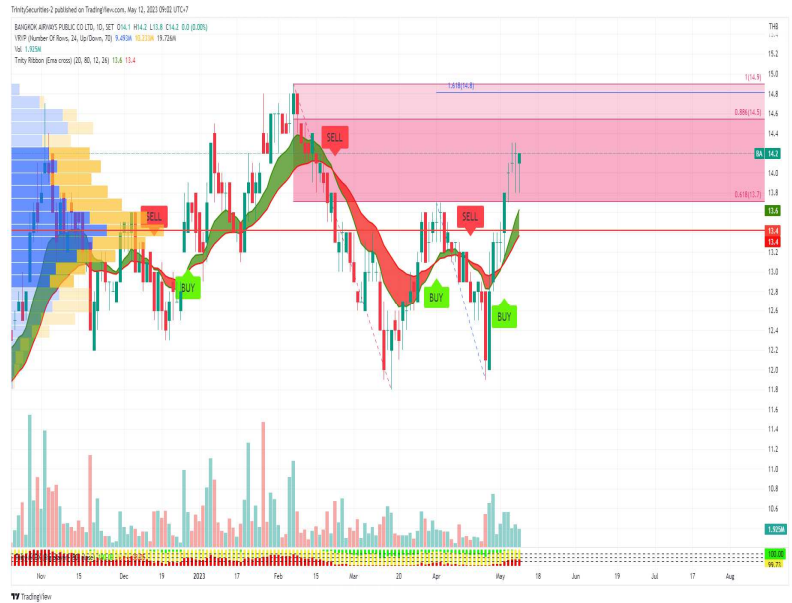 TrinitySecurities-2 published on TradingView.com, May 12, 2023 09:02 UTC+7
BANGKOK AIRWAYS PUBLIC CO LTD, 1D, SET O14.1 H14.2 L13.8 C14.2 0.0 (0.00%)
VRVP (Number Of Rows, 24, Up/Down, 70) 9.493M 19.726M
Vol 1.925M
Trnity Ribbon (Ema cross) (20, 80, 12, 26) 13.6 13.4
THB
15.2
15.0
14.8
14.6
14.4
BA 14.2
14.0
13.8
13.6
13.4
13.4
13.2
13.0
12.8
12.6
12.4
12.2
12.0
11.8
11.6
11.4
11.2
11.0
10.8
10.6
1.925M
100.00
99.73
1(14.9)
1.618(14.8)
0.886(14.5)
0.618(13.7)
SELL
SELL
SELL
BUY
BUY
BUY
Nov 15 Dec 19 2023 17 Feb 15 Mar 20 Apr 17 May 18 Jun 19 Jul 17 Aug
TradingView